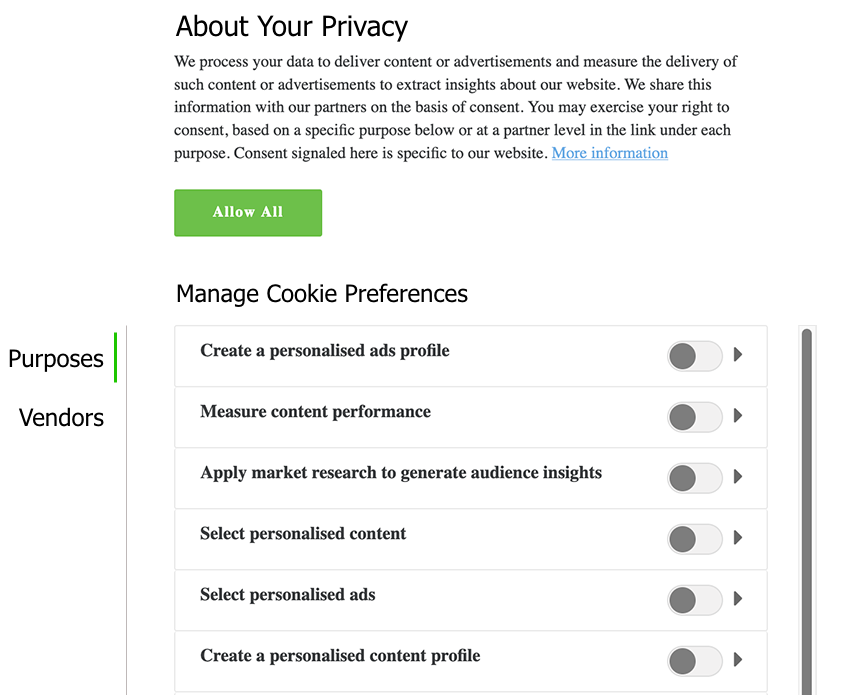 About Your Privacy
We process your data to deliver content or advertisements and measure the delivery of
such content or advertisements to extract insights about our website. We share this
information with our partners on the basis of consent. You may exercise your right to
consent, based on a specific purpose below or at a partner level in the link under each
purpose. Consent signaled here is specific to our website. More information
Allow All
Manage Cookie Preferences
Purposes
Vendors
Create a personalised ads profile
Measure content performance
Apply market research to generate audience insights
Select personalised content
Select personalised ads
Create a personalised content profile